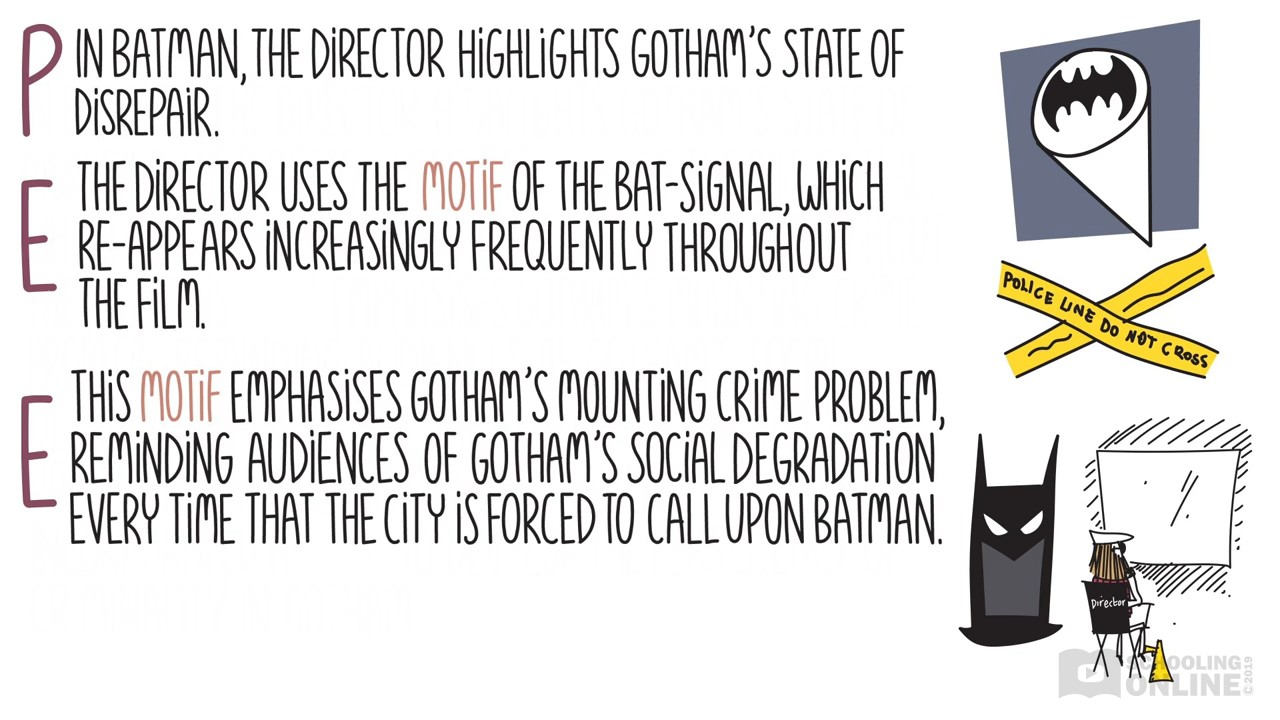 P IN BATMAN, THE DIRECTOR HIGHLIGHTS GOTHAM'S STATE OF
DISREPAIR.
E THE DIRECTOR USES THE MOTIF OF THE BAT-SIGNAL, WHICH
RE-APPEARS INCREASINGLY FREQUENTLY THROUGHOUT
THE FILM.
E THIS MOTIF EMPHASISES GOTHAM'S MOUNTING CRIME PROBLEM,
REMINDING AUDIENCES OF GOTHAM'S SOCIAL DEGRADATION
EVERY TIME THAT THE CITY IS FORCED TO CALL UPON BATMAN.
POLICE LINE DO NOT CROSS
Director
SCHOOLING
ONLINE
© 2019